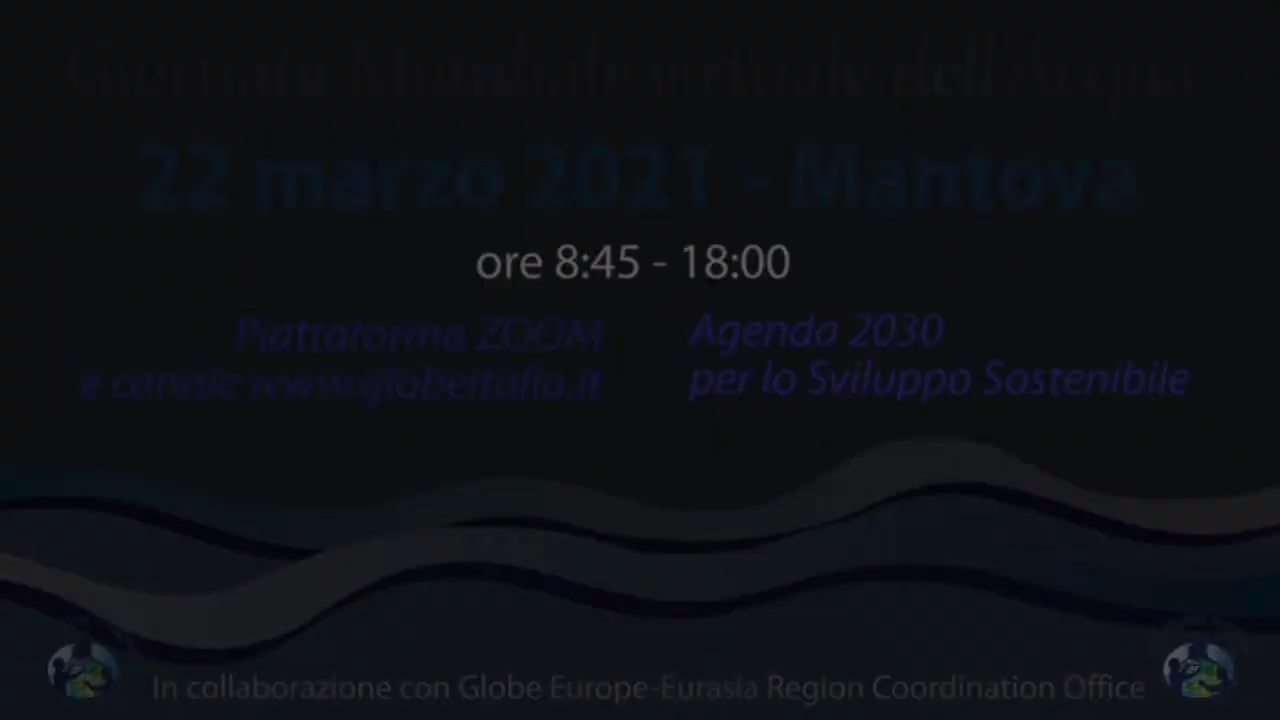 Giornata Mondiale virtuale dell'Acqua
22 marzo 2021 - Mantova
ore 8:45 - 18:00
Piattaforma ZOOM
e canale www.globeitalia.it
Agenda 2030
per lo Sviluppo Sostenibile
In collaborazione con Globe Europe-Eurasia Region Coordination Office